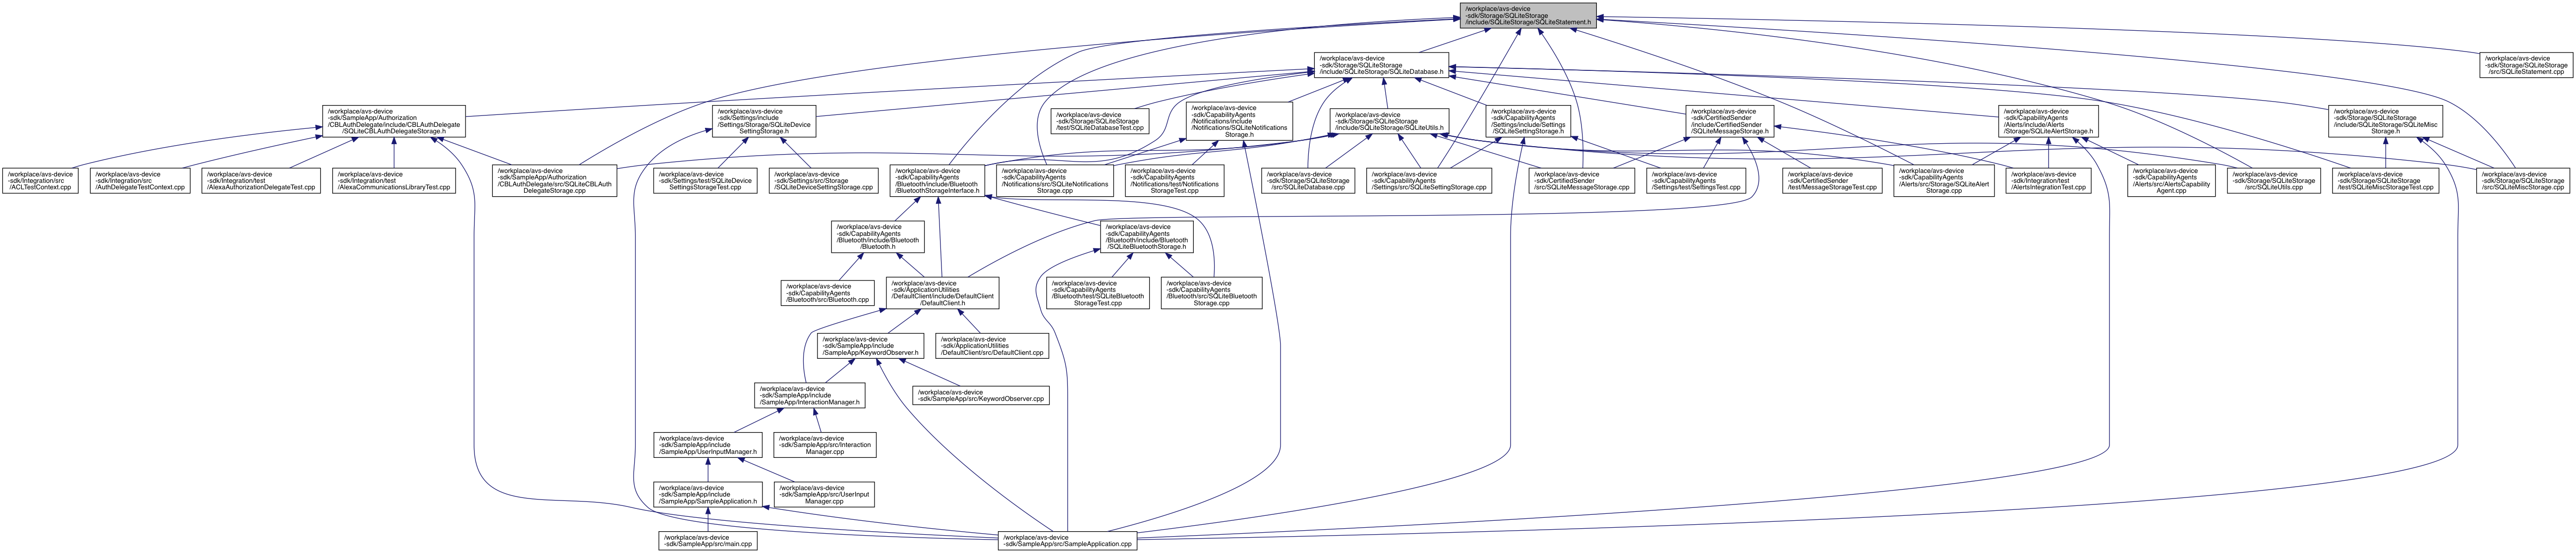 /workplace/avs-device
-sdk/Storage/SQLiteStorage
/include/SQLiteStorage/SQLiteStatement.h
/workplace/avs-device
-sdk/Storage/SQLiteStorage
/include/SQLiteStorage/SQLiteDatabase.h
/workplace/avs-device
-sdk/Storage/SQLiteStorage
/src/SQLiteStatement.cpp
/workplace/avs-device
-sdk/SampleApp/Authorization
/CBLAuthDelegate/include/CBLAuthDelegate
/SQLiteCBLAuthDelegateStorage.h
/workplace/avs-device
-sdk/Settings/include
/Settings/Storage/SQLiteDevice
SettingStorage.h
/workplace/avs-device
-sdk/Storage/SQLiteStorage
/test/SQLiteDatabaseTest.cpp
/workplace/avs-device
-sdk/CapabilityAgents
/Notifications/include
/Notifications/SQLiteNotifications
Storage.h
/workplace/avs-device
-sdk/Storage/SQLiteStorage
/include/SQLiteStorage/SQLiteUtils.h
/workplace/avs-device
-sdk/CapabilityAgents
/Settings/include/Settings
/SQLiteSettingStorage.h
/workplace/avs-device
-sdk/CertifiedSender
/include/CertifiedSender
/SQLiteMessageStorage.h
/workplace/avs-device
-sdk/CapabilityAgents
/Alerts/include/Alerts
/Storage/SQLiteAlertStorage.h
/workplace/avs-device
-sdk/Storage/SQLiteStorage
/include/SQLiteStorage/SQLiteMisc
Storage.h
/workplace/avs-device
-sdk/Integration/src
/ACLTestContext.cpp
/workplace/avs-device
-sdk/Integration/src
/AuthDelegateTestContext.cpp
/workplace/avs-device
-sdk/Integration/test
/AlexaAuthorizationDelegateTest.cpp
/workplace/avs-device
-sdk/Integration/test
/AlexaCommunicationsLibraryTest.cpp
/workplace/avs-device
-sdk/SampleApp/Authorization
/CBLAuthDelegate/src/SQLiteCBLAuth
DelegateStorage.cpp
/workplace/avs-device
-sdk/Settings/test/SQLiteDevice
SettingsStorageTest.cpp
/workplace/avs-device
-sdk/Settings/src/Storage
/SQLiteDeviceSettingStorage.cpp
/workplace/avs-device
-sdk/CapabilityAgents
/Bluetooth/include/Bluetooth
/BluetoothStorageInterface.h
/workplace/avs-device
-sdk/CapabilityAgents
/Notifications/src/SQLiteNotifications
Storage.cpp
/workplace/avs-device
-sdk/CapabilityAgents
/Notifications/test/Notifications
StorageTest.cpp
/workplace/avs-device
-sdk/Storage/SQLiteStorage
/src/SQLiteDatabase.cpp
/workplace/avs-device
-sdk/CapabilityAgents
/Settings/src/SQLiteSettingStorage.cpp
/workplace/avs-device
-sdk/CertifiedSender
/src/SQLiteMessageStorage.cpp
/workplace/avs-device
-sdk/CapabilityAgents
/Settings/test/SettingsTest.cpp
/workplace/avs-device
-sdk/CertifiedSender
/test/MessageStorageTest.cpp
/workplace/avs-device
-sdk/CapabilityAgents
/Alerts/src/Storage/SQLiteAlert
Storage.cpp
/workplace/avs-device
-sdk/Integration/test
/AlertsIntegrationTest.cpp
/workplace/avs-device
-sdk/CapabilityAgents
/Alerts/src/AlertsCapability
Agent.cpp
/workplace/avs-device
-sdk/Storage/SQLiteStorage
/src/SQLiteUtils.cpp
/workplace/avs-device
-sdk/Storage/SQLiteStorage
/test/SQLiteMiscStorageTest.cpp
/workplace/avs-device
-sdk/Storage/SQLiteStorage
/src/SQLiteMiscStorage.cpp
/workplace/avs-device
-sdk/CapabilityAgents
/Bluetooth/include/Bluetooth
/Bluetooth.h
/workplace/avs-device
-sdk/CapabilityAgents
/Bluetooth/include/Bluetooth
/SQLiteBluetoothStorage.h
/workplace/avs-device
-sdk/CapabilityAgents
/Bluetooth/src/Bluetooth.cpp
/workplace/avs-device
-sdk/ApplicationUtilities
/DefaultClient/include/DefaultClient
/DefaultClient.h
/workplace/avs-device
-sdk/CapabilityAgents
/Bluetooth/test/SQLiteBluetooth
StorageTest.cpp
/workplace/avs-device
-sdk/CapabilityAgents
/Bluetooth/src/SQLiteBluetooth
Storage.cpp
/workplace/avs-device
-sdk/SampleApp/include
/SampleApp/KeywordObserver.h
/workplace/avs-device
-sdk/ApplicationUtilities
/DefaultClient/src/DefaultClient.cpp
/workplace/avs-device
-sdk/SampleApp/include
/SampleApp/InteractionManager.h
/workplace/avs-device
-sdk/SampleApp/src/KeywordObserver.cpp
/workplace/avs-device
-sdk/SampleApp/include
/SampleApp/UserInputManager.h
/workplace/avs-device
-sdk/SampleApp/src/Interaction
Manager.cpp
/workplace/avs-device
-sdk/SampleApp/include
/SampleApp/SampleApplication.h
/workplace/avs-device
-sdk/SampleApp/src/UserInput
Manager.cpp
/workplace/avs-device
-sdk/SampleApp/src/main.cpp
/workplace/avs-device
-sdk/SampleApp/src/SampleApplication.cpp